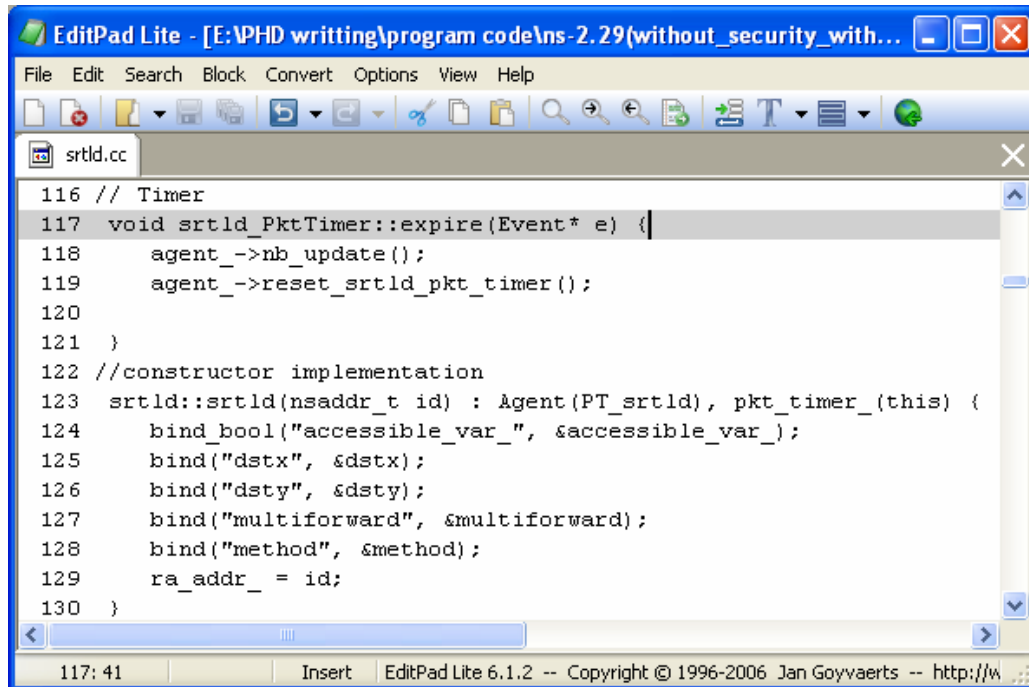 EditPad Lite - [E:\PHD writting\program code\ns-2.29(without_security_with...
File Edit Search Block Convert Options View Help
srtld.cc
116 // Timer
117 void srtld_PktTimer::expire(Event* e) {
118 agent_->nb_update();
119 agent_->reset_srtld_pkt_timer();
120
121 }
122 //constructor implementation
123 srtld::srtld(nsaddr_t id) : Agent(PT_srtld), pkt_timer_(this) {
124 bind_bool("accessible_var_", &accessible_var_);
125 bind("dstx", &dstx);
126 bind("dsty", &dsty);
127 bind("multiforward", &multiforward);
128 bind("method", &method);
129 ra_addr_ = id;
130 }
117: 41 Insert EditPad Lite 6.1.2 -- Copyright © 1996-2006 Jan Goyvaerts -- http://w